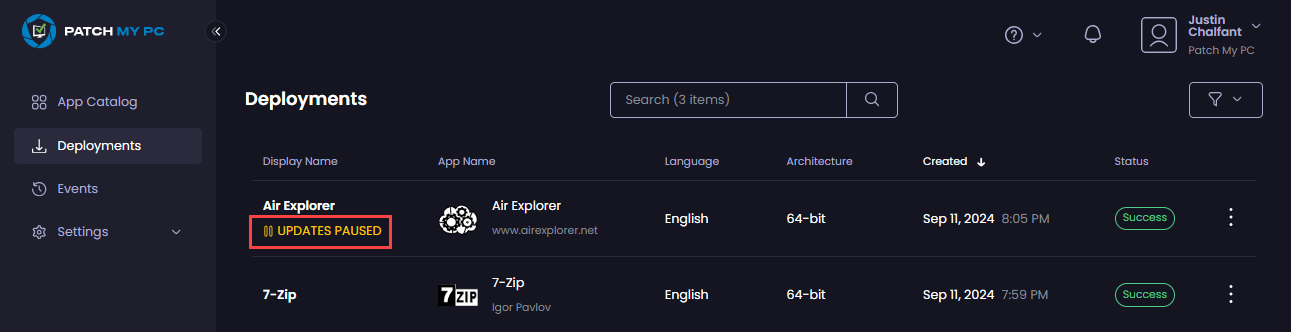 PATCH MY PC
Justin
Chalfant
Patch My PC
App Catalog
Deployments
Events
Settings
Deployments
Search (3 items)
Display Name App Name Language Architecture Created Status
Air Explorer Air Explorer English 64-bit Sep 11, 2024 8:05 PM Success
UPDATES PAUSED www.airexplorer.net
7-Zip 7 ZIP 7-Zip English 64-bit Sep 11, 2024 7:59 PM Success
Igor Pavlov